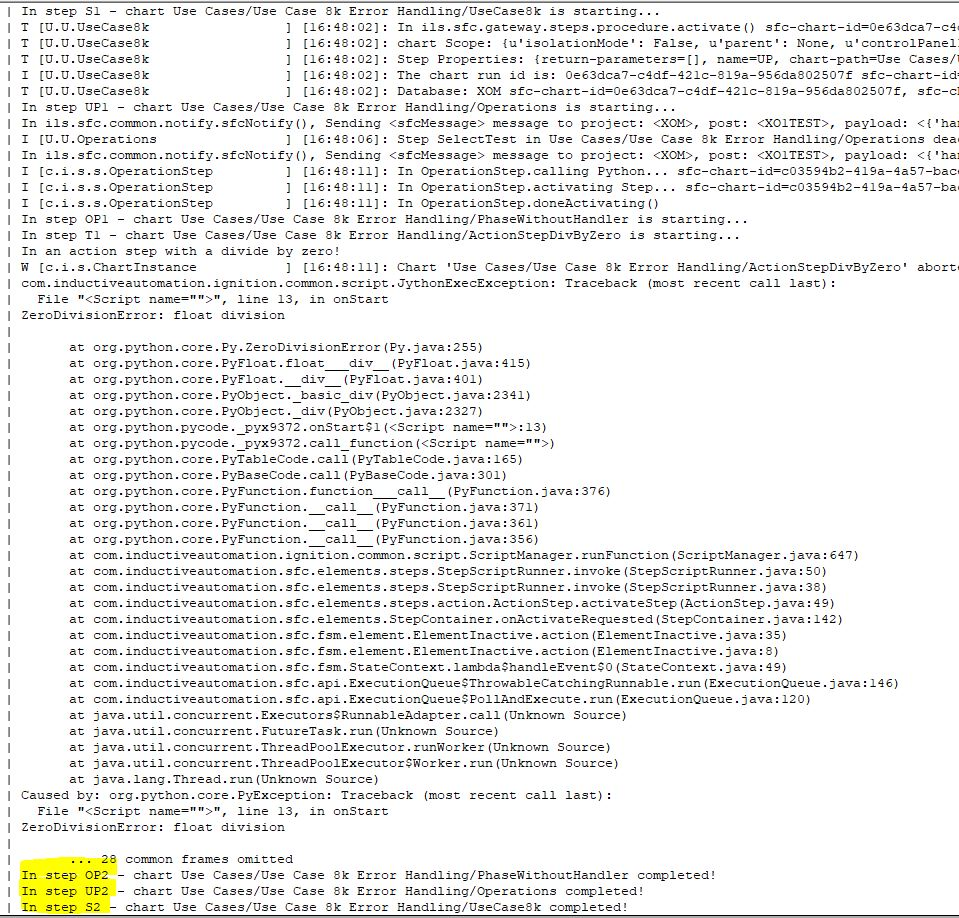 | In step S1 - chart Use Cases/Use Case 8k Error Handling/UseCase8k is starting...
| T [U.U.UseCase8k ] [16:48:02]: In ils.sfc.gateway.steps.procedure.activate() sfc-chart-id=0e63dca7-c4
| T [U.U.UseCase8k ] [16:48:02]: chart Scope: {u'isolationMode': False, u'parent': None, u'controlPanel
| T [U.U.UseCase8k ] [16:48:02]: Step Properties: {return-parameters=[], name=UP, chart-path=Use Cases/
| I [U.U.UseCase8k ] [16:48:02]: The chart run id is: 0e63dca7-c4df-421c-819a-956da802507f sfc-chart-id=
| T [U.U.UseCase8k ] [16:48:02]: Database: XOM sfc-chart-id=0e63dca7-c4df-421c-819a-956da802507f, sfc-c
| In step UP1 - chart Use Cases/Use Case 8k Error Handling/Operations is starting...
| In ils.sfc.common.notify.sfcNotify(), Sending <sfcMessage> message to project: <XOM>, post: <XO1TEST>, payload: <{'ha
| I [U.U.Operations ] [16:48:06]: Step SelectTest in Use Cases/Use Case 8k Error Handling/Operations dea
| In ils.sfc.common.notify.sfcNotify(), Sending <sfcMessage> message to project: <XOM>, post: <XO1TEST>, payload: <{'ha
| I [c.i.s.s.OperationStep ] [16:48:11]: In OperationStep.calling Python... sfc-chart-id=c03594b2-419a-4a57-bac
| I [c.i.s.s.OperationStep ] [16:48:11]: In OperationStep.activating Step... sfc-chart-id=c03594b2-419a-4a57-ba
| I [c.i.s.s.OperationStep ] [16:48:11]: In OperationStep.doneActivating()
| In step OP1 - chart Use Cases/Use Case 8k Error Handling/PhaseWithoutHandler is starting...
| In step T1 - chart Use Cases/Use Case 8k Error Handling/ActionStepDivByZero is starting...
| In an action step with a divide by zero!
| W [c.i.s.ChartInstance ] [16:48:11]: Chart 'Use Cases/Use Case 8k Error Handling/ActionStepDivByZero' abort
| com.inductiveautomation.ignition.common.script.JythonExecException: Traceback (most recent call last):
| File "<Script name="">", line 13, in onStart
| ZeroDivisionError: float division
|
| at org.python.core.Py.ZeroDivisionError(Py.java:255)
| at org.python.core.PyFloat.float___div__(PyFloat.java:415)
| at org.python.core.PyFloat.__div__(PyFloat.java:401)
| at org.python.core.PyObject._basic_div(PyObject.java:2341)
| at org.python.core.PyObject._div(PyObject.java:2327)
| at org.python.pycode._pyx9372.onStart$1(<Script name="">:13)
| at org.python.pycode._pyx9372.call_function(<Script name="">)
| at org.python.core.PyTableCode.call(PyTableCode.java:165)
| at org.python.core.PyBaseCode.call(PyBaseCode.java:301)
| at org.python.core.PyFunction.function___call__(PyFunction.java:376)
| at org.python.core.PyFunction.__call__(PyFunction.java:371)
| at org.python.core.PyFunction.__call__(PyFunction.java:361)
| at org.python.core.PyFunction.__call__(PyFunction.java:356)
| at com.inductiveautomation.ignition.common.script.ScriptManager.runFunction(ScriptManager.java:647)
| at com.inductiveautomation.sfc.elements.steps.StepScriptRunner.invoke(StepScriptRunner.java:50)
| at com.inductiveautomation.sfc.elements.steps.StepScriptRunner.invoke(StepScriptRunner.java:38)
| at com.inductiveautomation.sfc.elements.steps.action.ActionStep.activateStep(ActionStep.java:49)
| at com.inductiveautomation.sfc.elements.StepContainer.onActivateRequested(StepContainer.java:142)
| at com.inductiveautomation.sfc.fsm.element.ElementInactive.action(ElementInactive.java:35)
| at com.inductiveautomation.sfc.fsm.element.ElementInactive.action(ElementInactive.java:8)
| at com.inductiveautomation.sfc.fsm.StateContext.lambda$handleEvent$0(StateContext.java:49)
| at com.inductiveautomation.sfc.api.ExecutionQueue$ThrowableCatchingRunnable.run(ExecutionQueue.java:146)
| at com.inductiveautomation.sfc.api.ExecutionQueue$PollAndExecute.run(ExecutionQueue.java:120)
| at java.util.concurrent.Executors$RunnableAdapter.call(Unknown Source)
| at java.util.concurrent.FutureTask.run(Unknown Source)
| at java.util.concurrent.ThreadPoolExecutor.runWorker(Unknown Source)
| at java.util.concurrent.ThreadPoolExecutor$Worker.run(Unknown Source)
| at java.lang.Thread.run(Unknown Source)
| Caused by: org.python.core.PyException: Traceback (most recent call last):
| File "<Script name="">", line 13, in onStart
| ZeroDivisionError: float division
|
| ... 28 common frames omitted
| In step OP2 - chart Use Cases/Use Case 8k Error Handling/PhaseWithoutHandler completed!
| In step UP2 - chart Use Cases/Use Case 8k Error Handling/Operations completed!
| In step S2 - chart Use Cases/Use Case 8k Error Handling/UseCase8k completed!